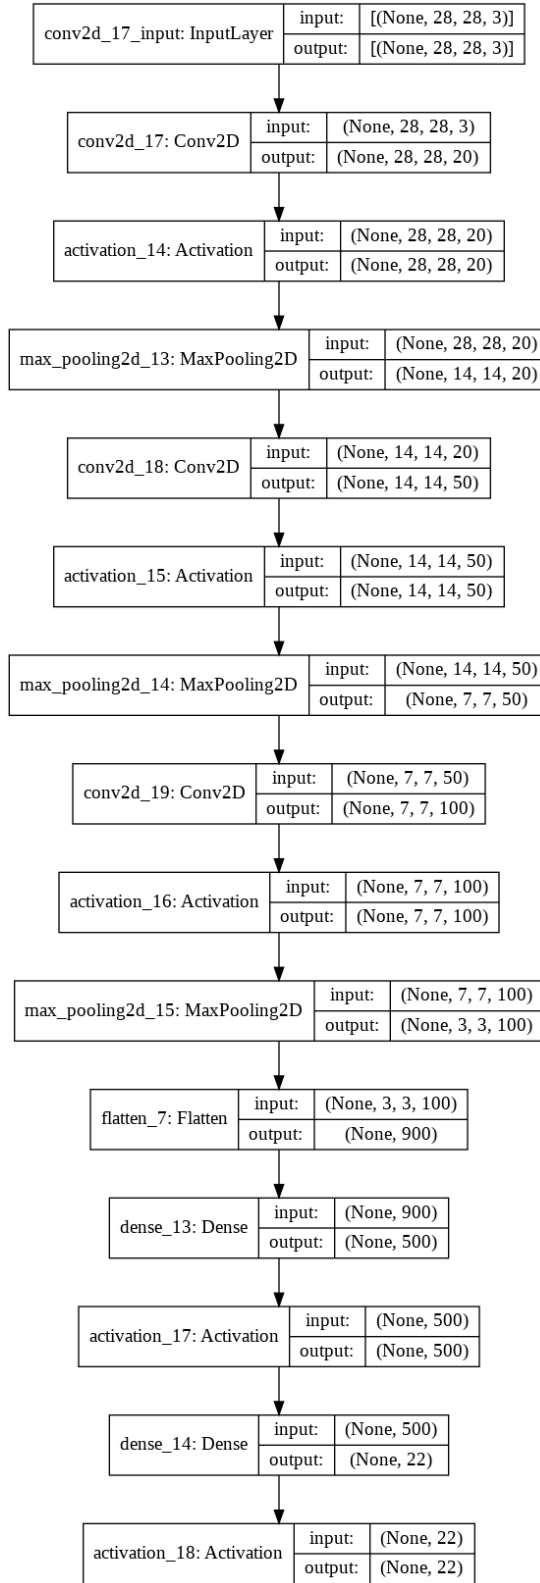 conv2d_17_input: InputLayer
input: [(None, 28, 28, 3)]
output: [(None, 28, 28, 3)]
conv2d_17: Conv2D
input: (None, 28, 28, 3)
output: (None, 28, 28, 20)
activation_14: Activation
input: (None, 28, 28, 20)
output: (None, 28, 28, 20)
max_pooling2d_13: MaxPooling2D
input: (None, 28, 28, 20)
output: (None, 14, 14, 20)
conv2d_18: Conv2D
input: (None, 14, 14, 20)
output: (None, 14, 14, 50)
activation_15: Activation
input: (None, 14, 14, 50)
output: (None, 14, 14, 50)
max_pooling2d_14: MaxPooling2D
input: (None, 14, 14, 50)
output: (None, 7, 7, 50)
conv2d_19: Conv2D
input: (None, 7, 7, 50)
output: (None, 7, 7, 100)
activation_16: Activation
input: (None, 7, 7, 100)
output: (None, 7, 7, 100)
max_pooling2d_15: MaxPooling2D
input: (None, 7, 7, 100)
output: (None, 3, 3, 100)
flatten_7: Flatten
input: (None, 3, 3, 100)
output: (None, 900)
dense_13: Dense
input: (None, 900)
output: (None, 500)
activation_17: Activation
input: (None, 500)
output: (None, 500)
dense_14: Dense
input: (None, 500)
output: (None, 22)
activation_18: Activation
input: (None, 22)
output: (None, 22)